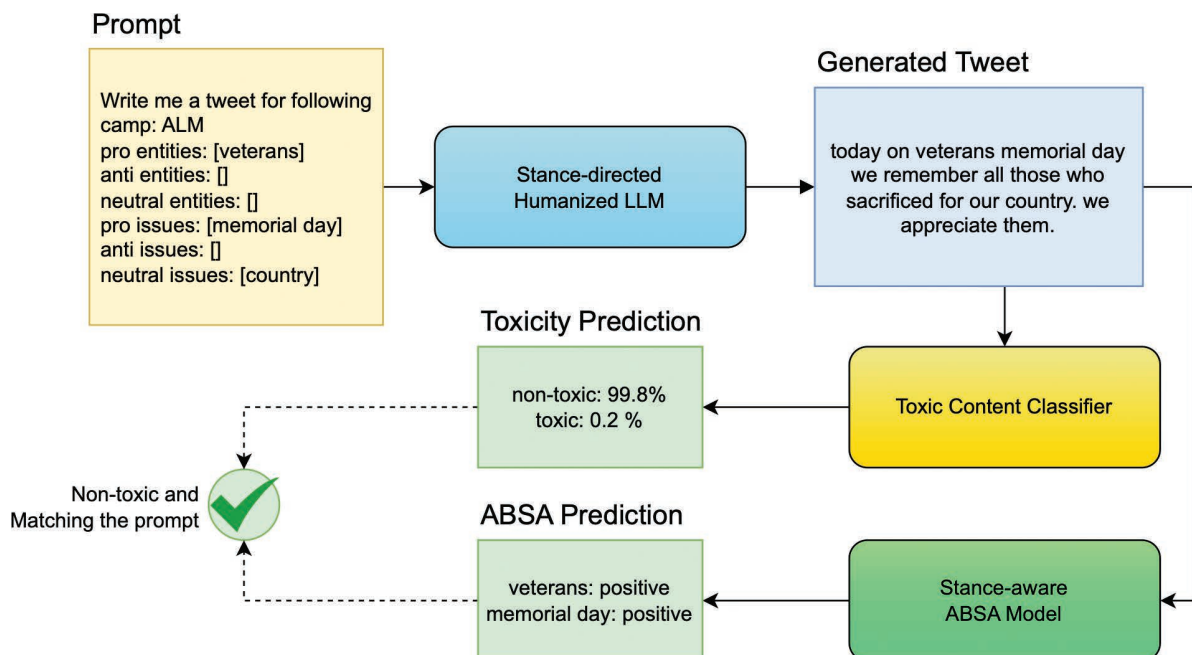 Prompt
Write me a tweet for following
camp: ALM
pro entities: [veterans]
anti entities: []
neutral entities: []
pro issues: [memorial day]
anti issues: []
neutral issues: [country]
Stance-directed
Humanized LLM
Generated Tweet
today on veterans memorial day
we remember all those who
sacrificed for our country. we
appreciate them.
Toxicity Prediction
non-toxic: 99.8%
toxic: 0.2 %
Toxic Content Classifier
Non-toxic and
Matching the prompt
ABSA Prediction
veterans: positive
memorial day: positive
Stance-aware
ABSA Model